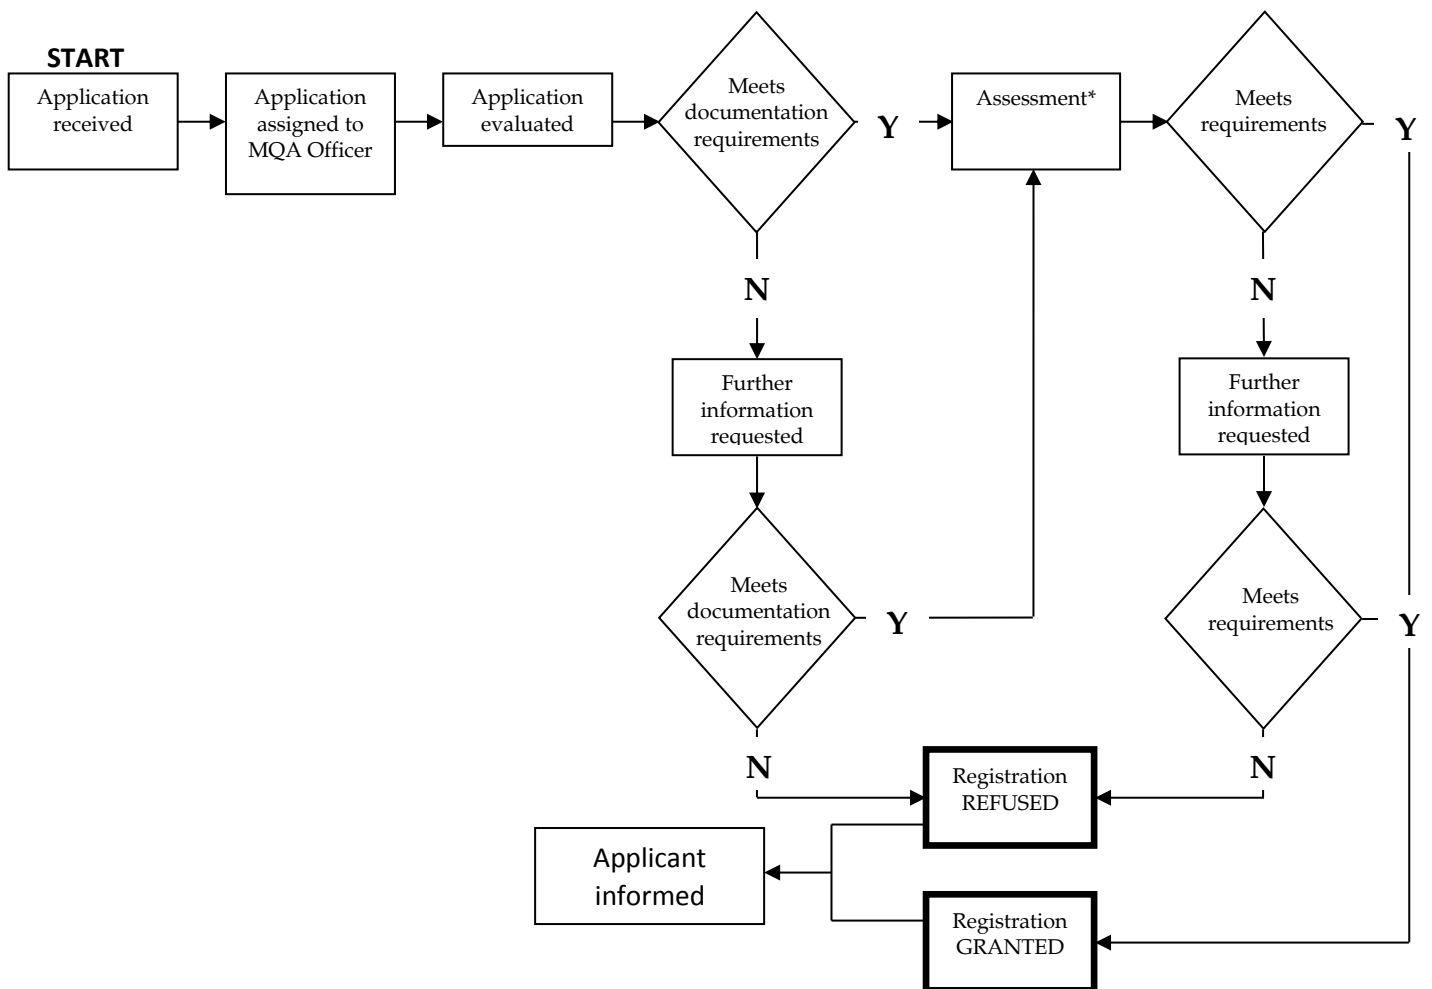 START
Application
received
Application
assigned to
MQA Officer
Application
evaluated
Meets
documentation
requirements
Y
Assessment*
Meets
requirements
Y
N
N
Further
information
requested
Further
information
requested
Meets
documentation
requirements
Y
Meets
requirements
Y
N
Registration
REFUSED
N
Applicant
informed
Registration
GRANTED